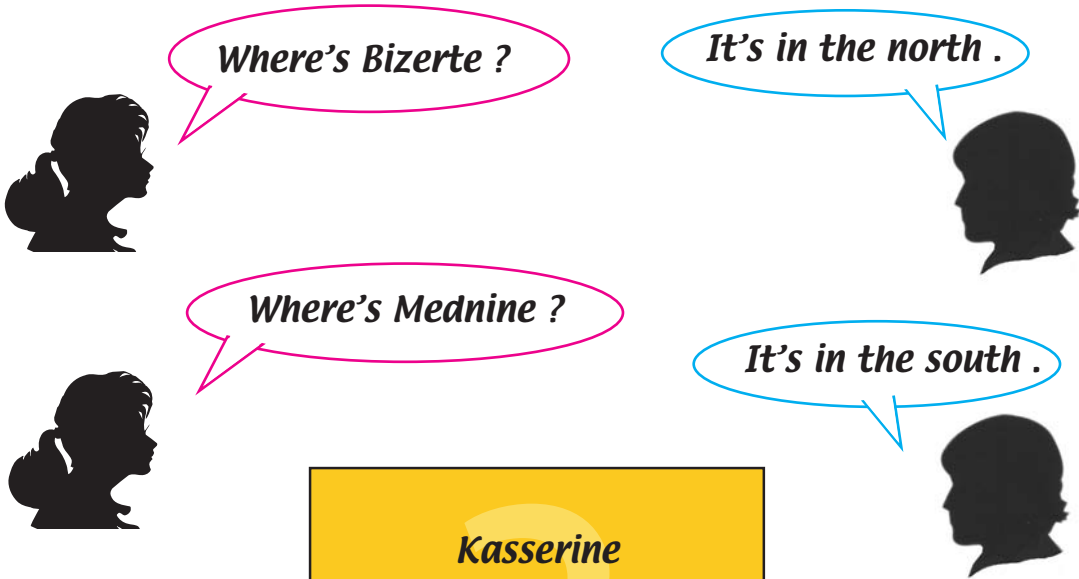 Where's Bizerte ?
It's in the north .
Where's Mednine ?
It's in the south .
Kasserine